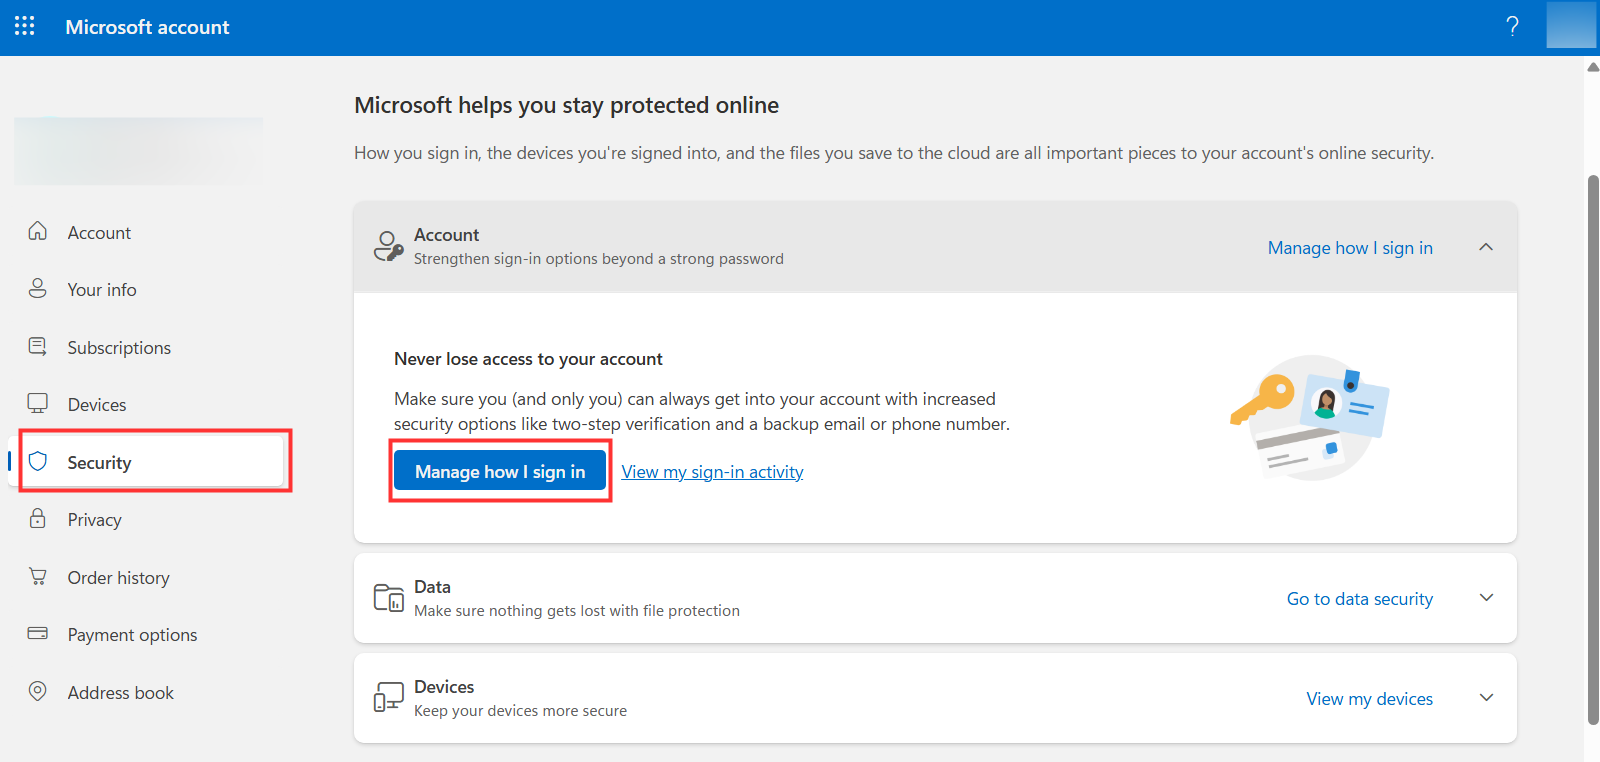 Microsoft account
?
Account
Your info
Subscriptions
Devices
Security
Privacy
Order history
Payment options
Address book
Microsoft helps you stay protected online
How you sign in, the devices you're signed into, and the files you save to the cloud are all important pieces to your account's online security.
Account
Strengthen sign-in options beyond a strong password
Manage how I sign in
Never lose access to your account
Make sure you (and only you) can always get into your account with increased
security options like two-step verification and a backup email or phone number.
Manage how I sign in
View my sign-in activity
Data
Make sure nothing gets lost with file protection
Go to data security
Devices
Keep your devices more secure
View my devices